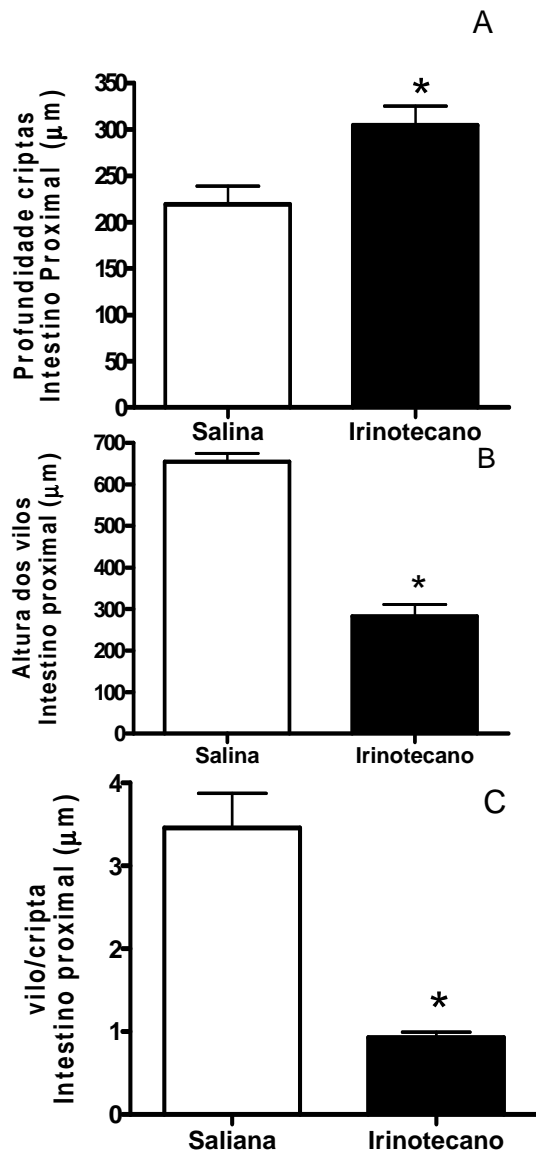 A
Profundidade criptas
Intestino Proximal (μm)
350
300
250
200
150
100
50
0
*
Salina Irinotecano
B
Altura dos vilos
Intestino proximal (μm)
700
600
500
400
300
200
100
0
*
Salina Irinotecano
C
vilo/cripta
Intestino proximal (μm)
4
3
2
1
0
*
Saliana Irinotecano